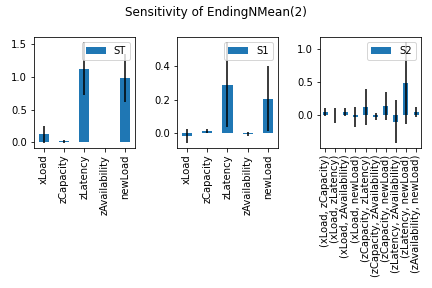 Sensitivity of EndingNMean(2)
1.5
1.0
0.5
0.0
ST
xLoad
zCapacity
zLatency
zAvailability
newLoad
0.4
0.2
0.0
S1
xLoad
zCapacity
zLatency
zAvailability
newLoad
1.0
0.5
0.0
S2
(xLoad, zCapacity)
(xLoad, zLatency)
(xLoad, zAvailability)
(xLoad, newLoad)
(zCapacity, zLatency)
(zCapacity, zAvailability)
(zCapacity, newLoad)
(zLatency, zAvailability)
(zLatency, newLoad)
(zAvailability, newLoad)